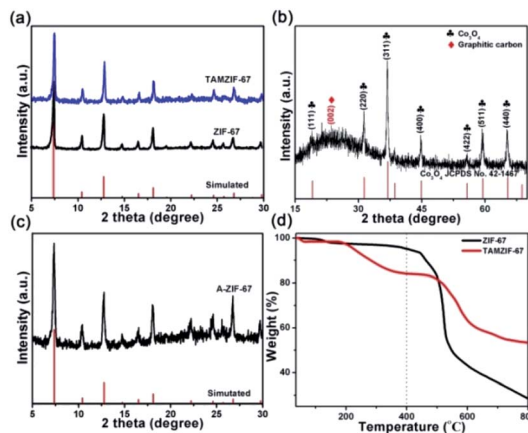 (a)
TAMZIF-67
ZIF-67
Simulated
Intensity (a.u.)
5 10 15 20 25 30
2 theta (degree)
(b)
♣ Co₃O₄
♦ Graphitic carbon
(111)
(002)
(220)
(311)
(400)
(422)
(511)
(440)
Co₃O₄ JCPDS No. 42-1467
Intensity (a.u.)
15 30 45 60
2 theta (degree)
(c)
A-ZIF-67
Simutated
Intensity (a.u.)
5 10 15 20 25 30
2 theta (degree)
(d)
ZIF-67
TAMZIF-67
100
80
60
40
Weight (%)
200 400 600 800
Temperature (°C)